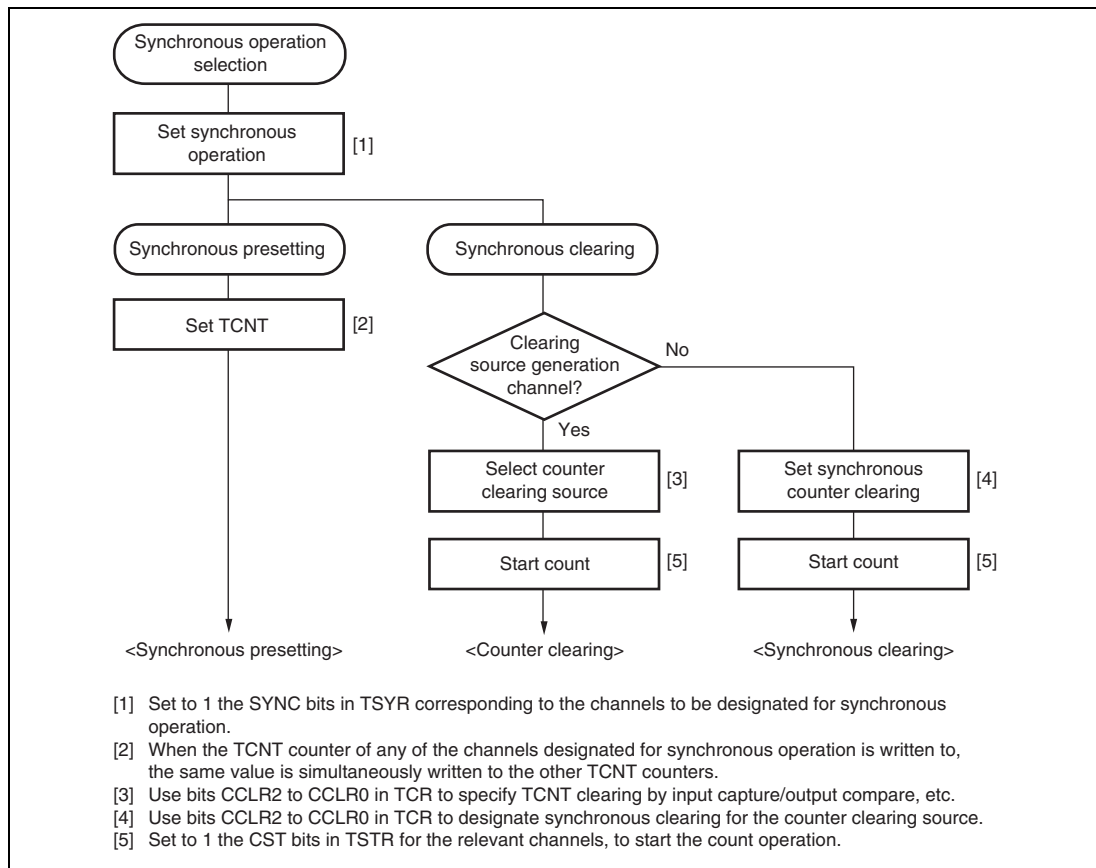 Synchronous operation
selection
Set synchronous
operation
[1]
Synchronous presetting
Synchronous clearing
Set TCNT
[2]
Clearing
source generation
channel?
No
Yes
Select counter
clearing source
[3]
Set synchronous
counter clearing
[4]
Start count
[5]
Start count
[5]
<Synchronous presetting>
<Counter clearing>
<Synchronous clearing>
[1] Set to 1 the SYNC bits in TSYR corresponding to the channels to be designated for synchronous
operation.
[2] When the TCNT counter of any of the channels designated for synchronous operation is written to,
the same value is simultaneously written to the other TCNT counters.
[3] Use bits CCLR2 to CCLR0 in TCR to specify TCNT clearing by input capture/output compare, etc.
[4] Use bits CCLR2 to CCLR0 in TCR to designate synchronous clearing for the counter clearing source.
[5] Set to 1 the CST bits in TSTR for the relevant channels, to start the count operation.